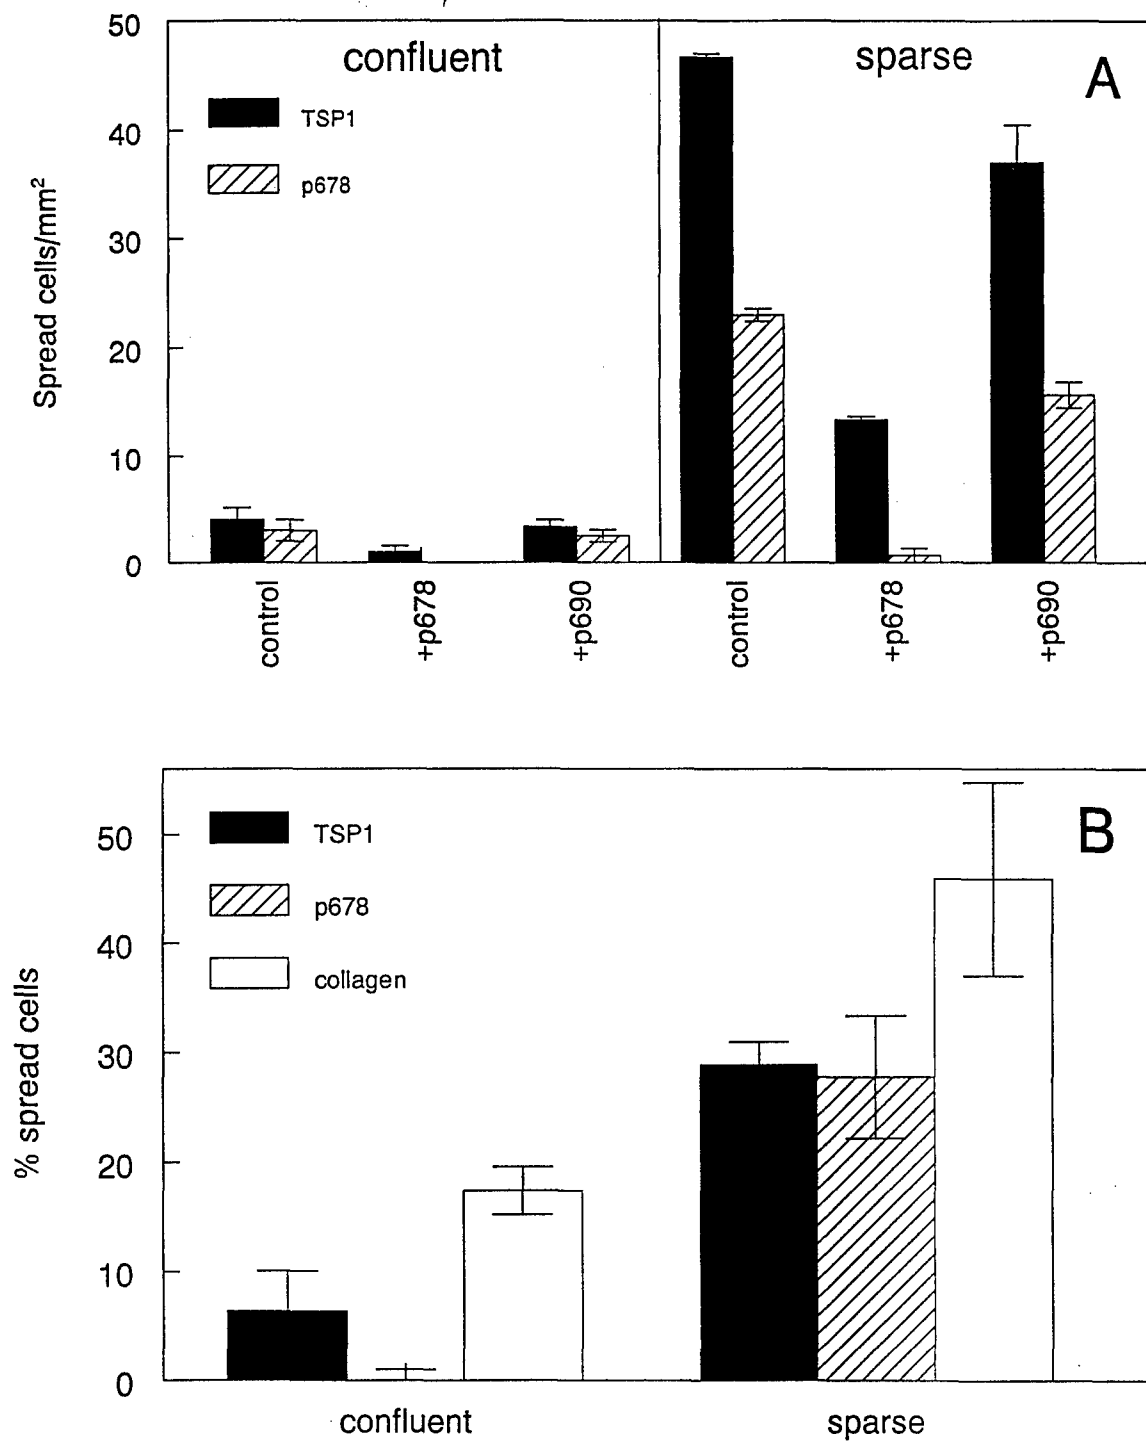 confluent
sparse
A
TSP1
p678
Spread cells/mm²
50
40
30
20
10
0
control
+p678
+p690
control
+p678
+p690
B
TSP1
p678
collagen
% spread cells
50
40
30
20
10
0
confluent
sparse